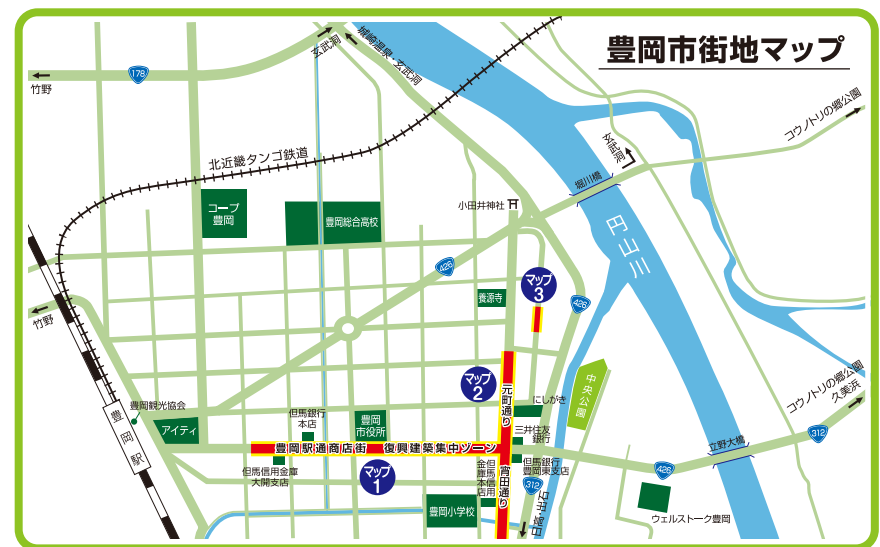 豊岡市街地マップ
玄武洞
城崎温泉・玄武洞
178
竹野
コウノトリの郷公園
玄武洞
北近畿タンゴ鉄道
堀川橋
コープ
豊岡
豊岡総合高校
小田井神社
円山川
426
養源寺
マップ
3
426
竹野
マップ
2
元町通り
にしがき
中央公園
コウノトリの郷公園
久美浜
豊岡観光協会
豊岡駅
アイティ
但馬銀行
本店
豊岡
市役所
三井住友
銀行
312
立野大橋
豊岡駅通商店街
復興建築集中ゾーン
但馬信用金庫
大開支店
マップ
1
但馬信用
金庫本店
宵田通り
但馬銀行
豊岡東支店
426
312
豊岡小学校
ウェルストーク豊岡